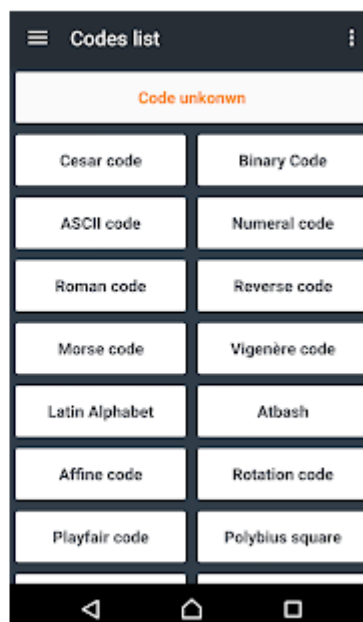 Codes list
Code unkonwn
Cesar code
Binary Code
ASCII code
Numeral code
Roman code
Reverse code
Morse code
Vigenère code
Latin Alphabet
Atbash
Affine code
Rotation code
Playfair code
Polybius square